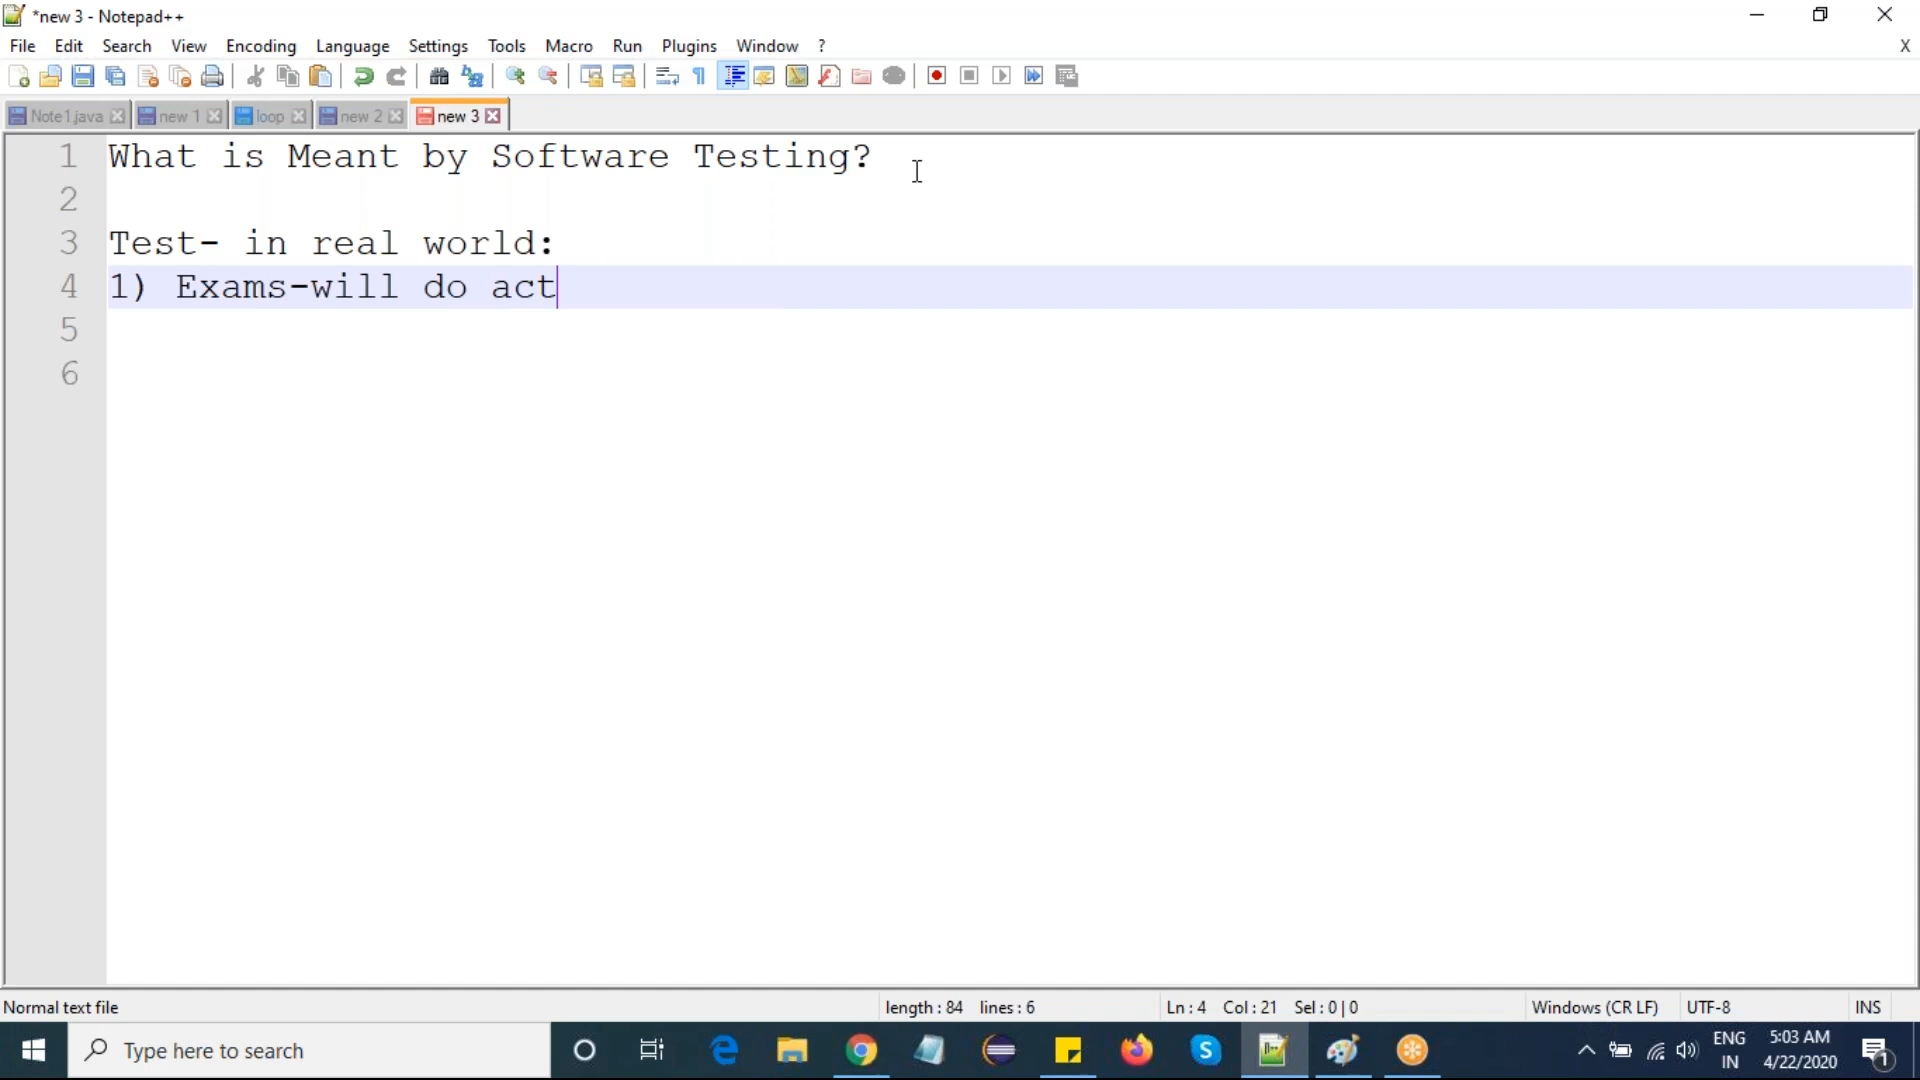 *new 3 - Notepad++
File Edit Search View Encoding Language Settings Tools Macro Run Plugins Window ? X
Note1.java new 1 loop new 2 new 3
1 What is Meant by Software Testing?
2
3 Test- in real world:
4 1) Exams-will do act
5
6
Normal text file length : 84 lines : 6 Ln : 4 Col : 21 Sel : 0 | 0 Windows (CR LF) UTF-8 INS
Type here to search
ENG 5:03 AM
IN 4/22/2020 1